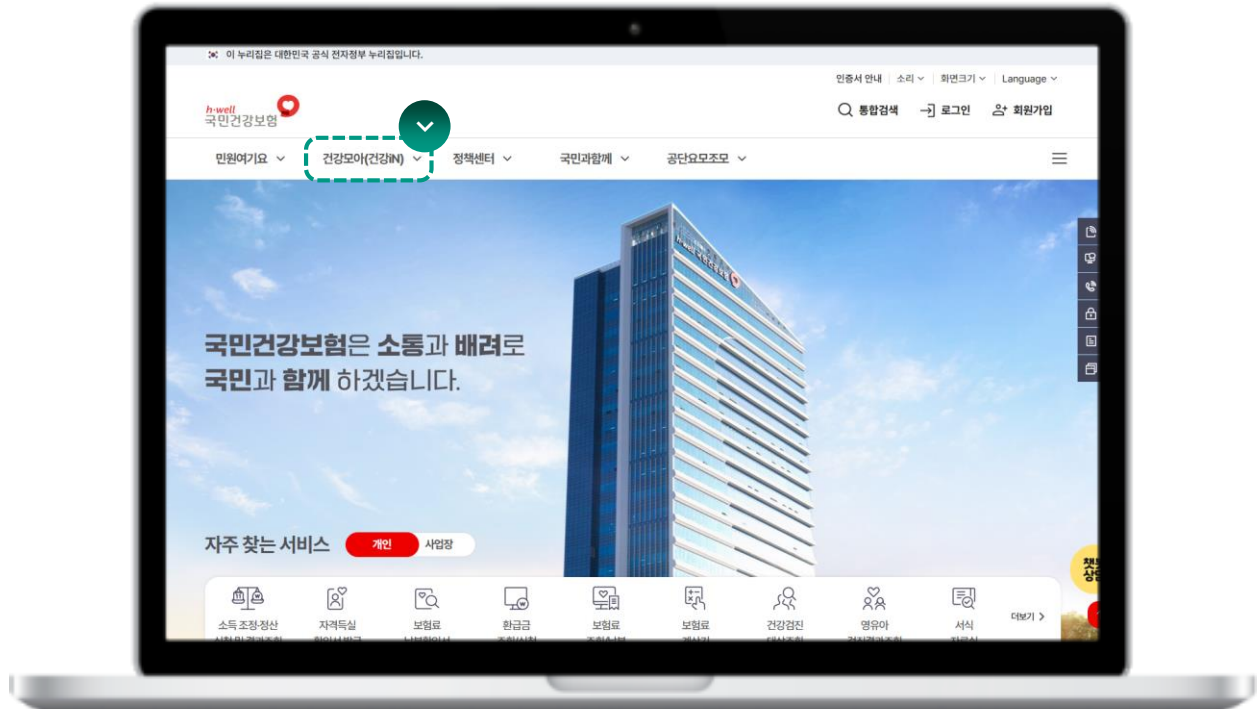 이 누리집은 대한민국 공식 전자정부 누리집입니다.
인증서 안내 소리 화면크기 Language
h·well
국민건강보험
통합검색 로그인 회원가입
민원여기요 건강모아(건강iN) 정책센터 국민과함께 공단요모조모
h·well 국민건강보험
국민건강보험은 소통과 배려로
국민과 함께 하겠습니다.
자주 찾는 서비스 개인 사업장
소득 조정·정산 자격득실 보험료 환급금 보험료 보험료 건강검진 영유아 서식 더보기